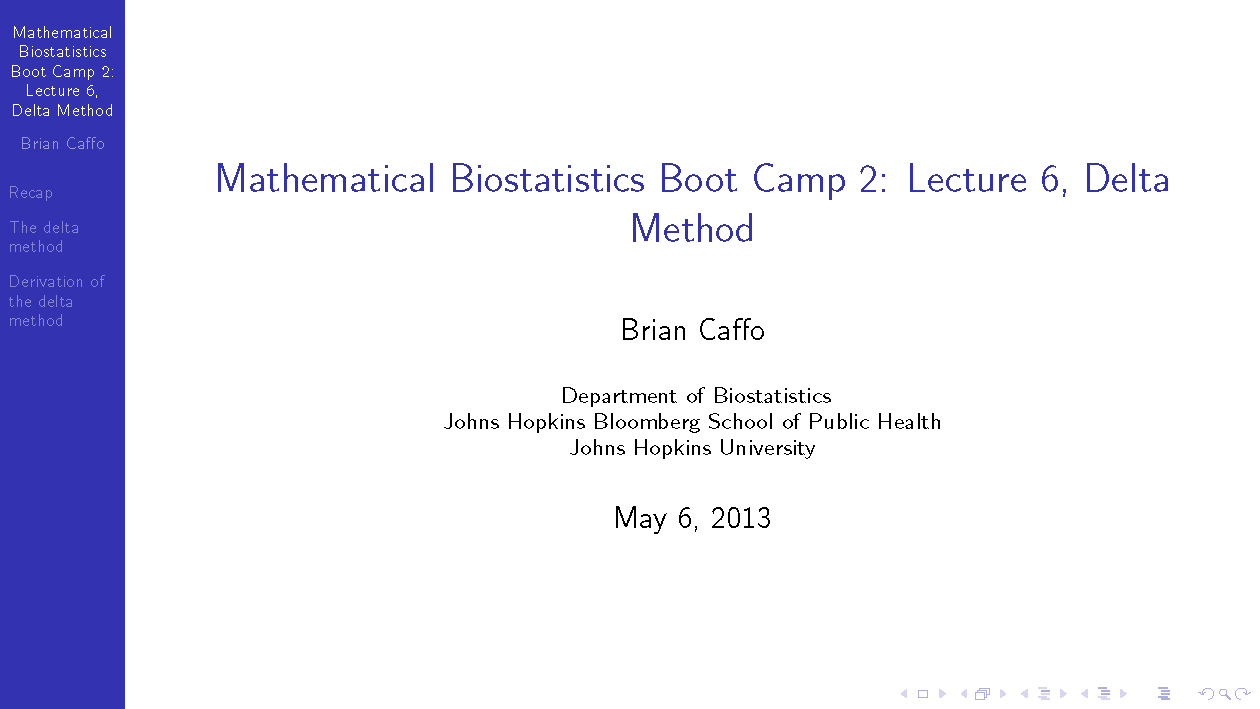 Mathematical
Biostatistics
Boot Camp 2:
Lecture 6,
Delta Method
Brian Caffo
Recap
The delta
method
Derivation of
the delta
method
Mathematical Biostatistics Boot Camp 2: Lecture 6, Delta
Method
Brian Caffo
Department of Biostatistics
Johns Hopkins Bloomberg School of Public Health
Johns Hopkins University
May 6, 2013